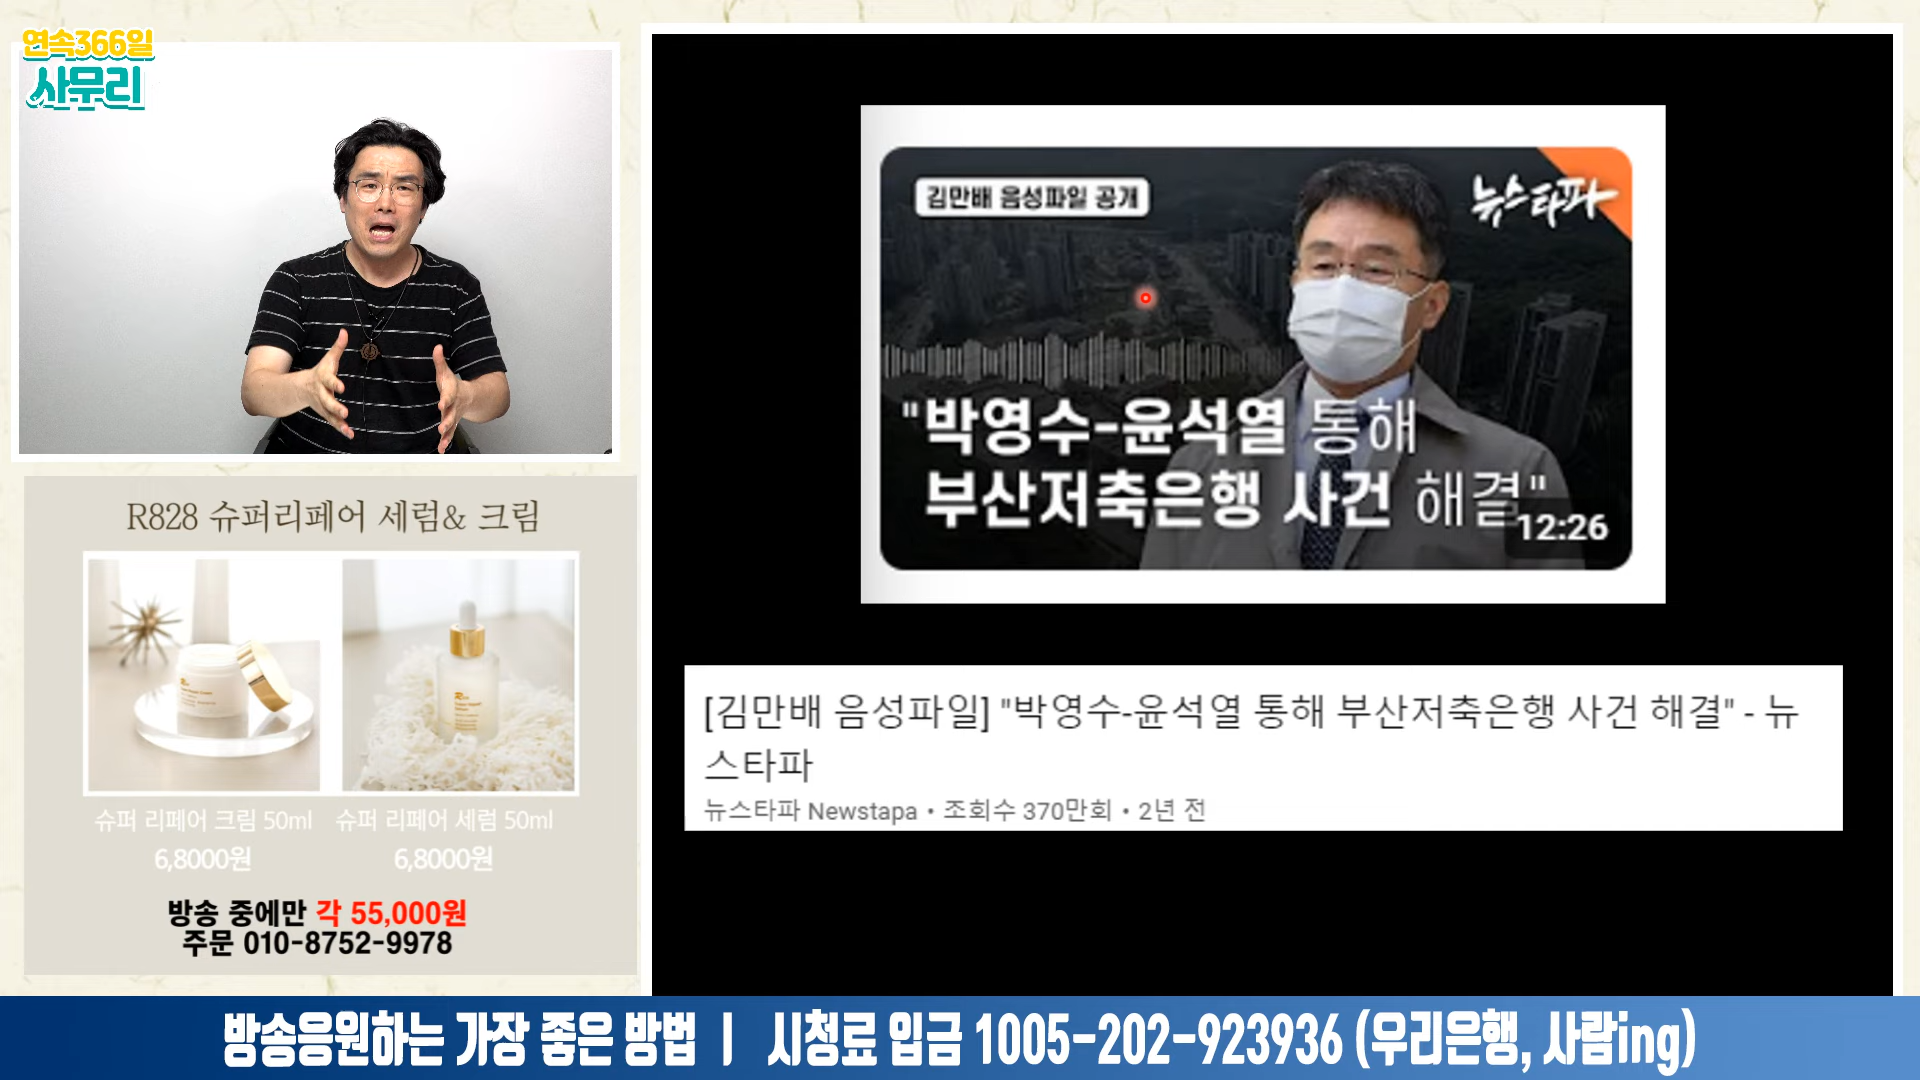 연속366일
사무리
김만배 음성파일 공개
뉴스타파
"박영수-윤석열 통해
부산저축은행 사건 해결"
12:26
[김만배 음성파일] "박영수-윤석열 통해 부산저축은행 사건 해결" - 뉴
스타파
뉴스타파 Newstapa • 조회수 370만회 • 2년 전
R828 슈퍼리페어 세럼& 크림
슈퍼 리페어 크림 50ml
6,8000원
슈퍼 리페어 세럼 50ml
6,8000원
방송 중에만 각 55,000원
주문 010-8752-9978
방송응원하는 가장 좋은 방법 | 시청료 입금 1005-202-923936 (우리은행, 사람ing)